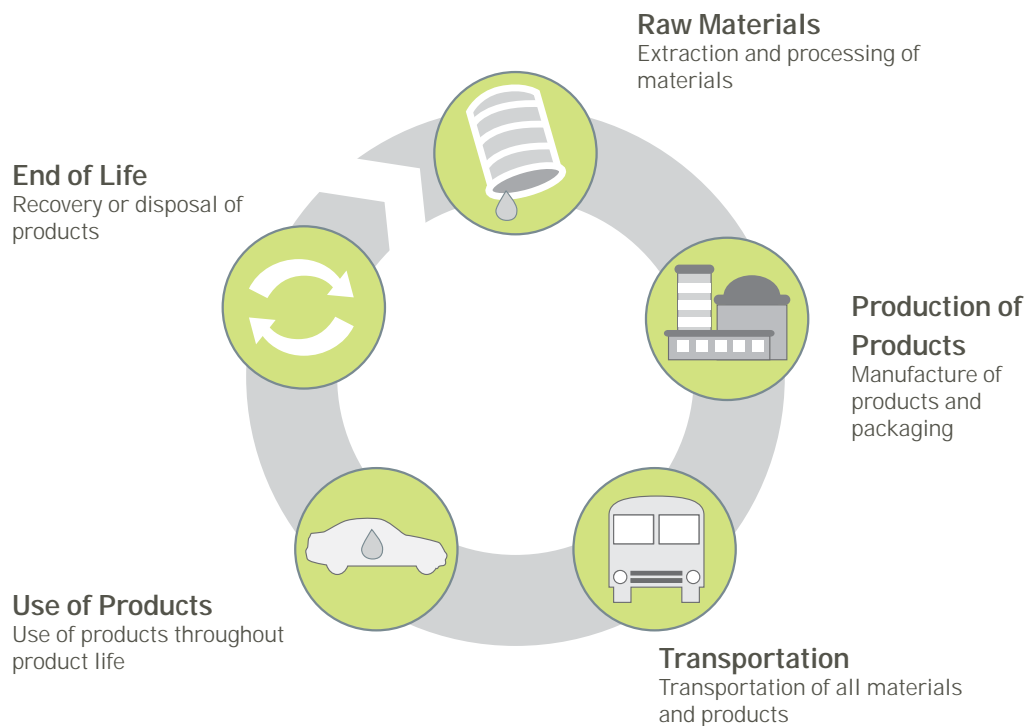 Raw Materials
Extraction and processing of
materials
Production of
Products
Manufacture of
products and
packaging
Transportation
Transportation of all materials
and products
Use of Products
Use of products throughout
product life
End of Life
Recovery or disposal of
products